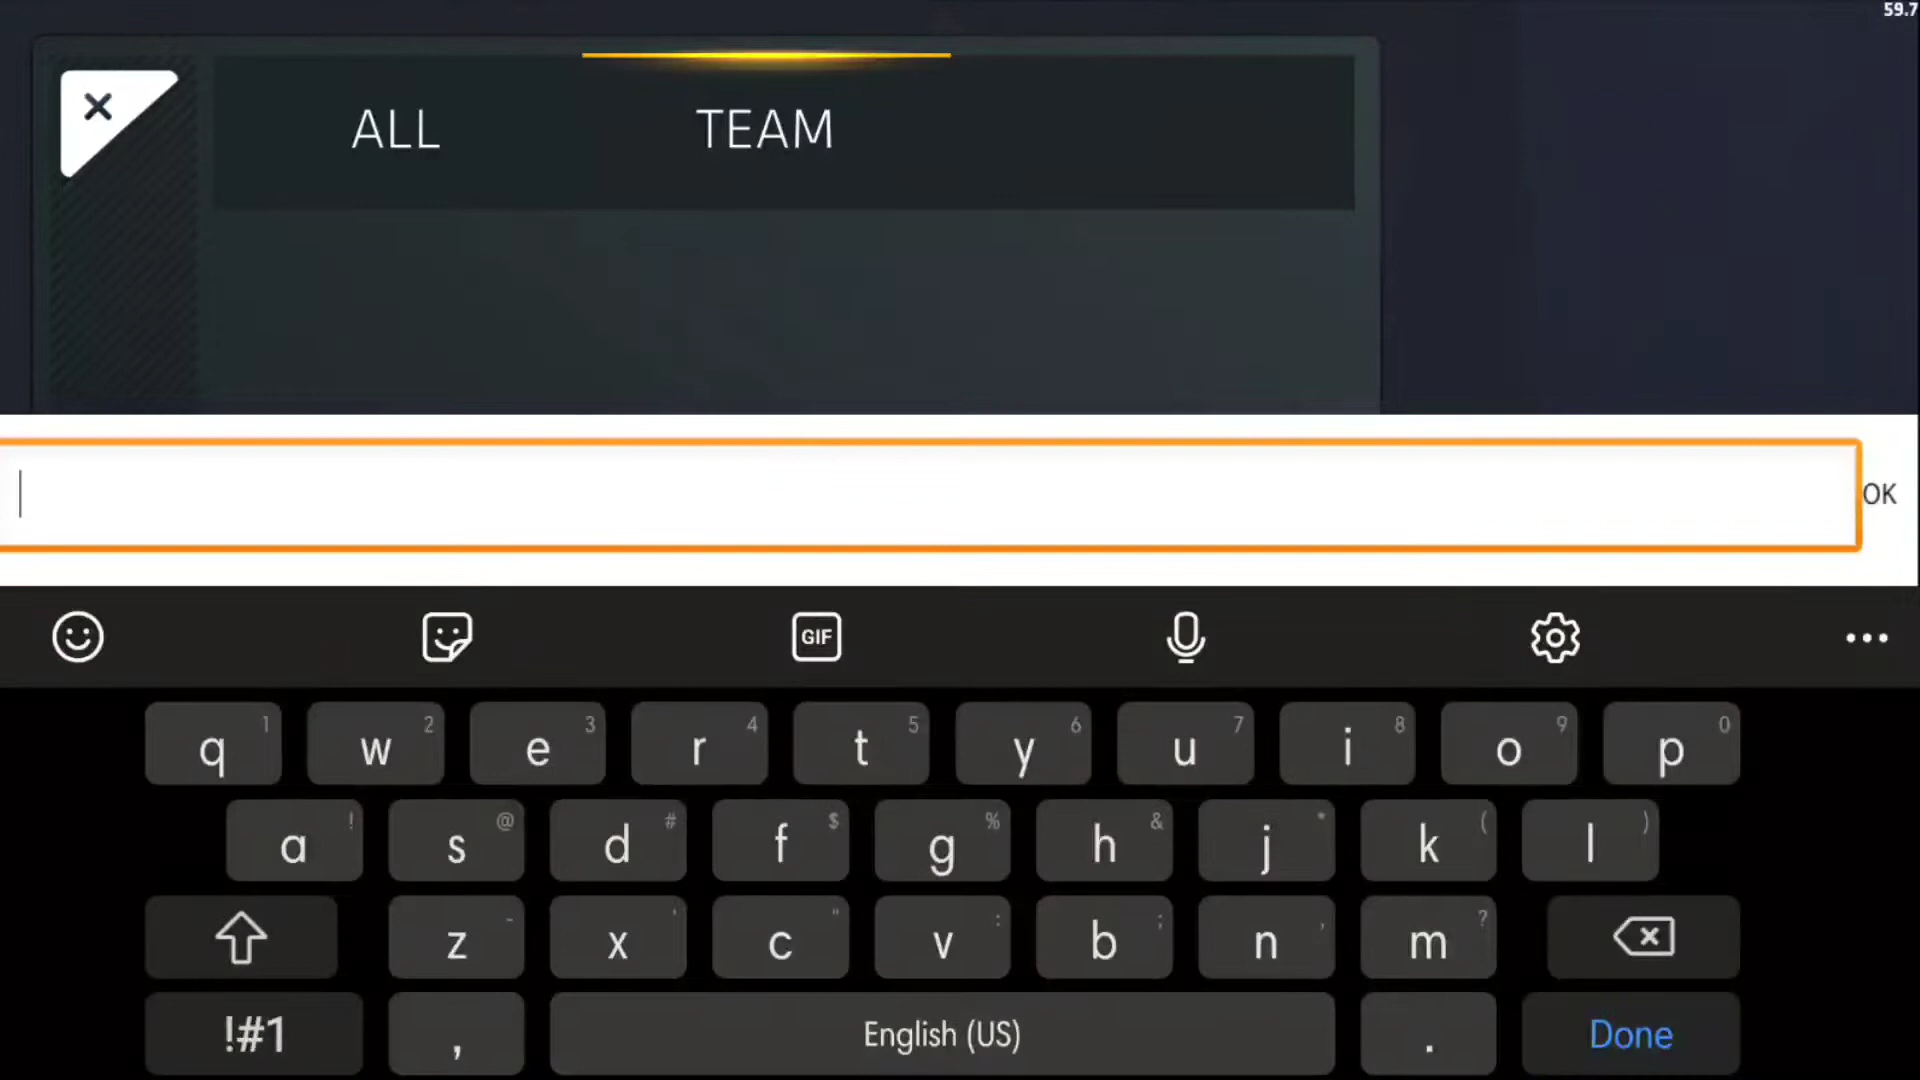 59.7
ALL TEAM
OK
GIF
1 2 3 4 5 6 7 8 9 0
q w e r t y u i o p
! @ # $ % & * ( )
a s d f g h j k l
- ' " : ; , ?
z x c v b n m
!#1 , English (US) . Done